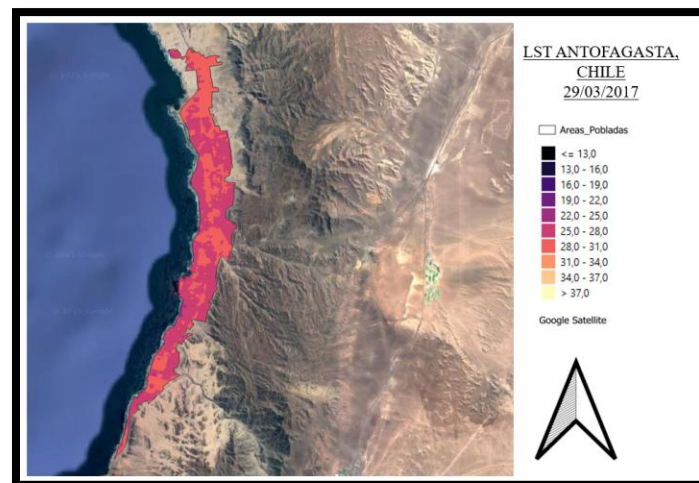 LST ANTOFAGASTA,
CHILE
29/03/2017
Areas_Pobladas
<= 13,0
13,0 - 16,0
16,0 - 19,0
19,0 - 22,0
22,0 - 25,0
25,0 - 28,0
28,0 - 31,0
31,0 - 34,0
34,0 - 37,0
> 37,0
Google Satellite